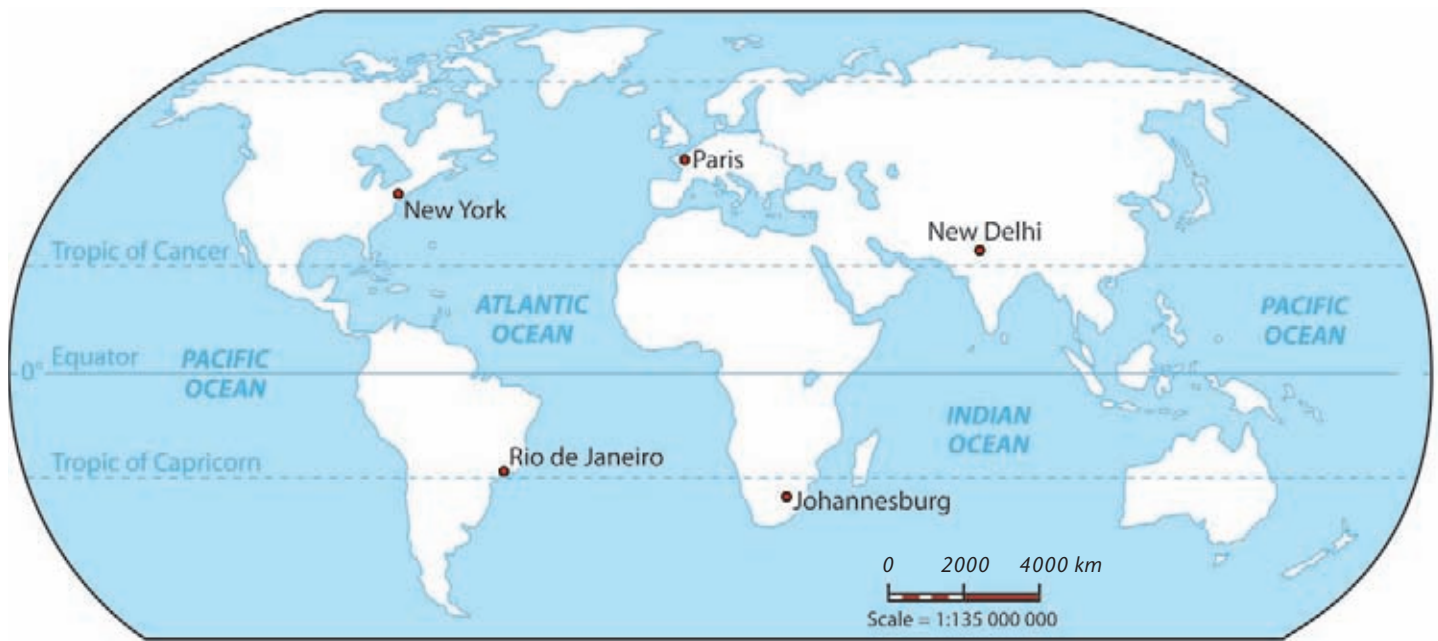 Paris
New York
New Delhi
Tropic of Cancer
ATLANTIC
OCEAN
PACIFIC
OCEAN
Equator
PACIFIC
OCEAN
0°
INDIAN
OCEAN
Rio de Janeiro
Tropic of Capricorn
Johannesburg
0 2000 4000 km
Scale = 1:135 000 000